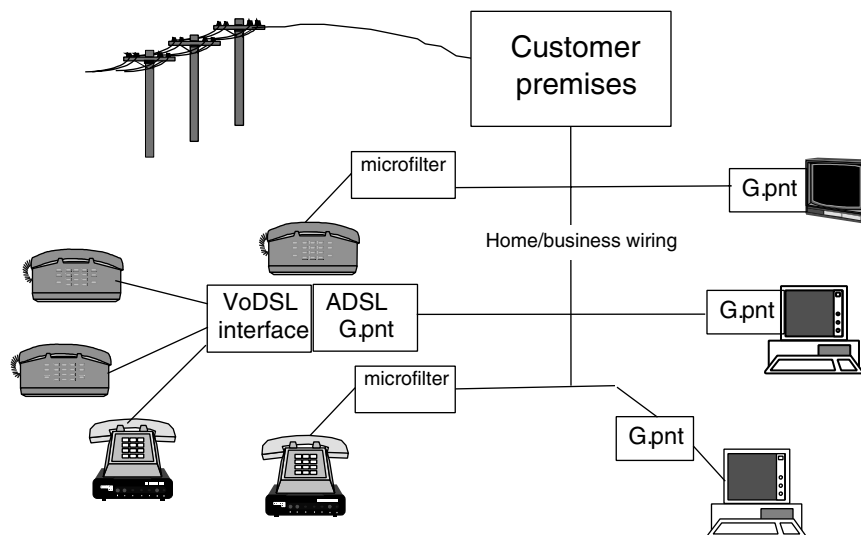 Customer
premises
microfilter
G.pnt
Home/business wiring
VoDSL
interface
ADSL
G.pnt
G.pnt
microfilter
G.pnt